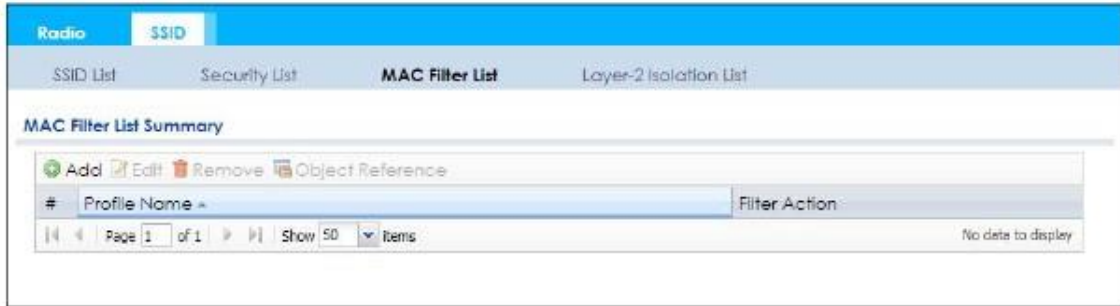 Radio SSID
SSID List Security List MAC Filter List Layer-2 Isolation List
MAC Filter List Summary
Add Edit Remove Object Reference
# Profile Name Filter Action
Page 1 of 1 Show 50 items No data to display